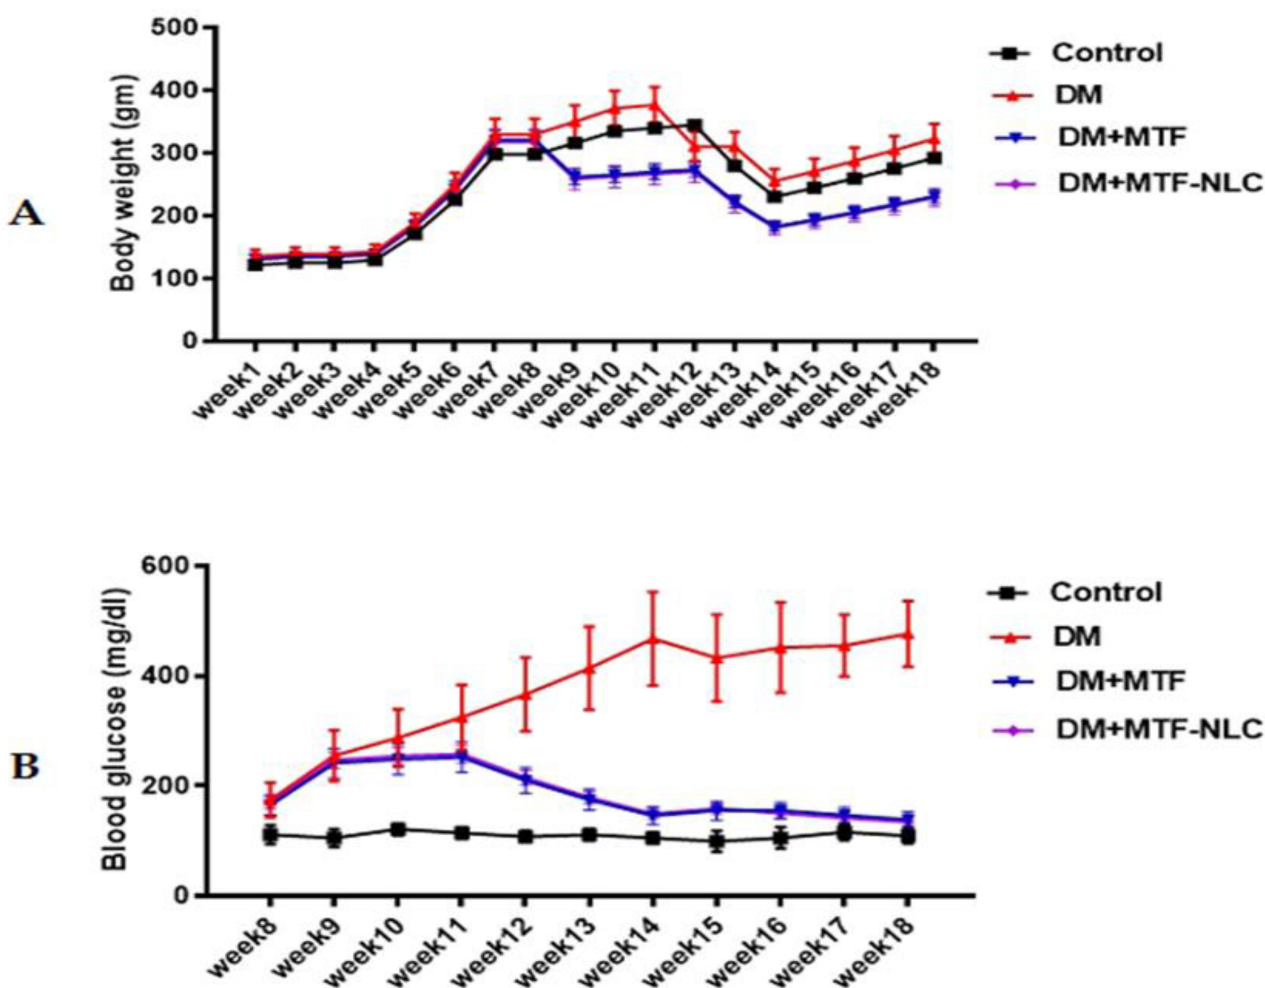 A
Body weight (gm)
500
400
300
200
100
0
week1
week2
week3
week4
week5
week6
week7
week8
week9
week10
week11
week12
week13
week14
week15
week16
week17
week18
Control
DM
DM+MTF
DM+MTF-NLC
B
Blood glucose (mg/dl)
600
400
200
0
week8
week9
week10
week11
week12
week13
week14
week15
week16
week17
week18
Control
DM
DM+MTF
DM+MTF-NLC